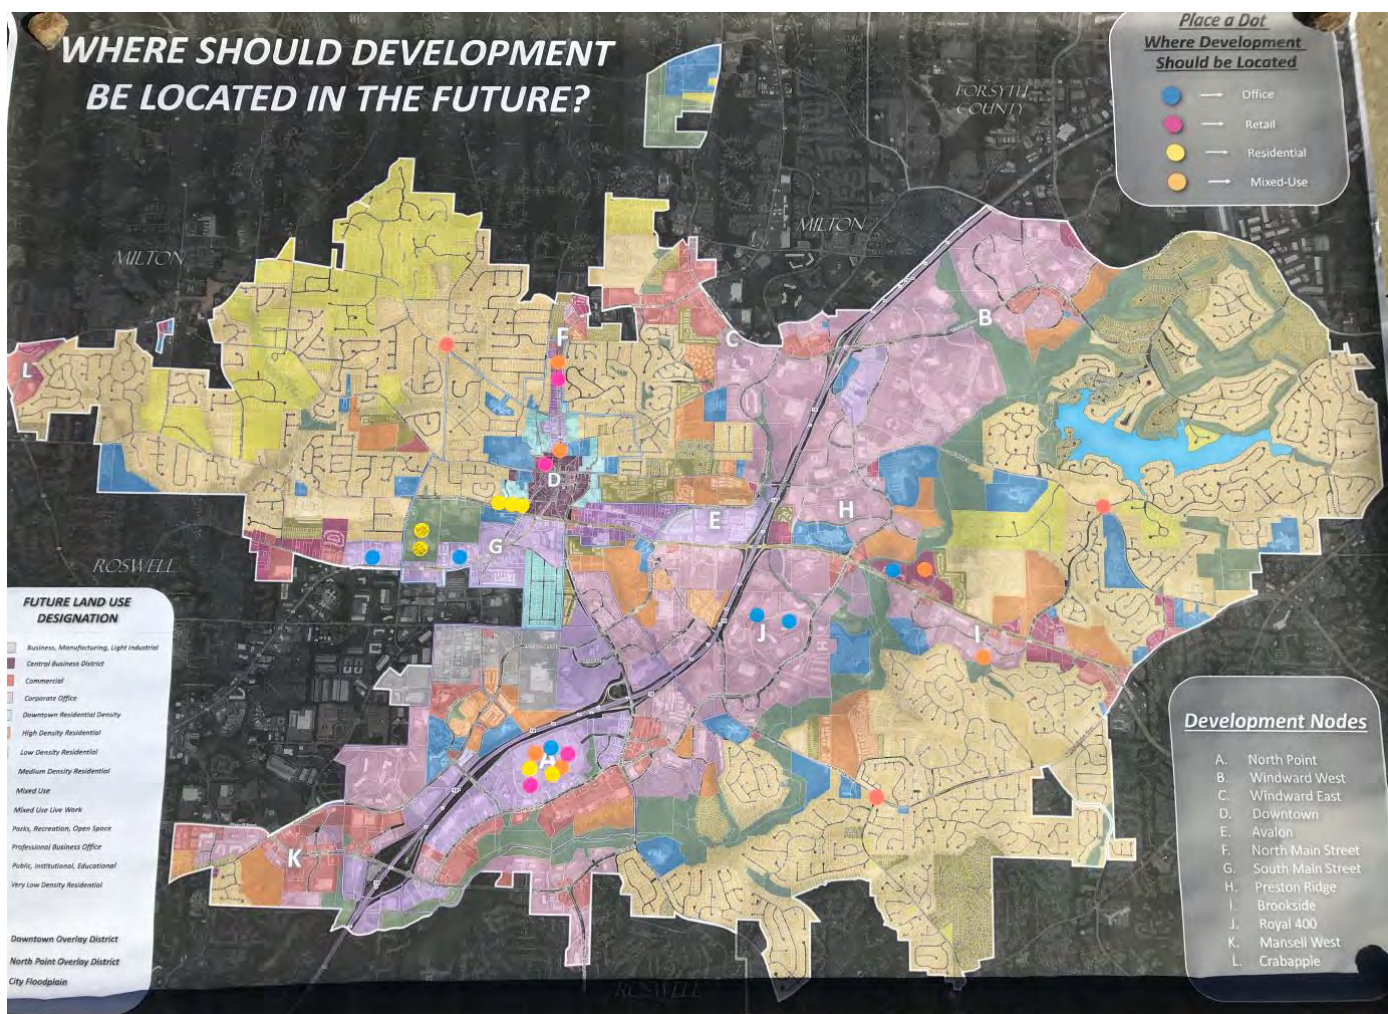 WHERE SHOULD DEVELOPMENT
BE LOCATED IN THE FUTURE?
Place a Dot
Where Development
Should be Located
Office
Retail
Residential
Mixed-Use
FORSYTH
COUNTY
MILTON
MILTON
B
F
C
L
D
H
E
G
ROSWELL
J
I
A
K
ROSWELL
FUTURE LAND USE
DESIGNATION
Business, Manufacturing, Light Industrial
Central Business District
Commercial
Corporate Office
Downtown Residential Density
High Density Residential
Low Density Residential
Medium Density Residential
Mixed Use
Mixed Use Live Work
Parks, Recreation, Open Space
Professional Business Office
Public, Institutional, Educational
Very Low Density Residential
Downtown Overlay District
North Point Overlay District
City Floodplain
Development Nodes
A. North Point
B. Windward West
C. Windward East
D. Downtown
E. Avalon
F. North Main Street
G. South Main Street
H. Preston Ridge
I. Brookside
J. Royal 400
K. Mansell West
L. Crabapple